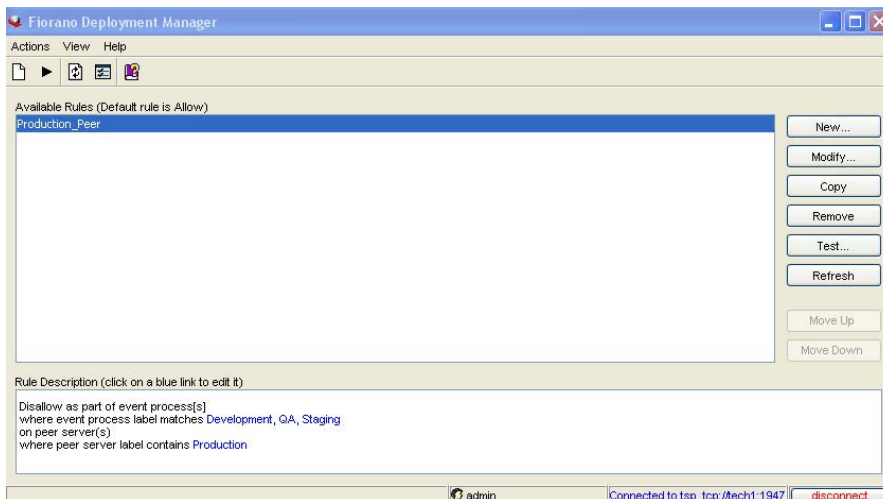 Fiorano Deployment Manager
Actions View Help
Available Rules (Default rule is Allow)
Production_Peer
New...
Modify...
Copy
Remove
Test...
Refresh
Move Up
Move Down
Rule Description (click on a blue link to edit it)
Disallow as part of event process[s]
where event process label matches Development, QA, Staging
on peer server(s)
where peer server label contains Production
admin
Connected to tsp_tcp://tech1:1947
disconnect